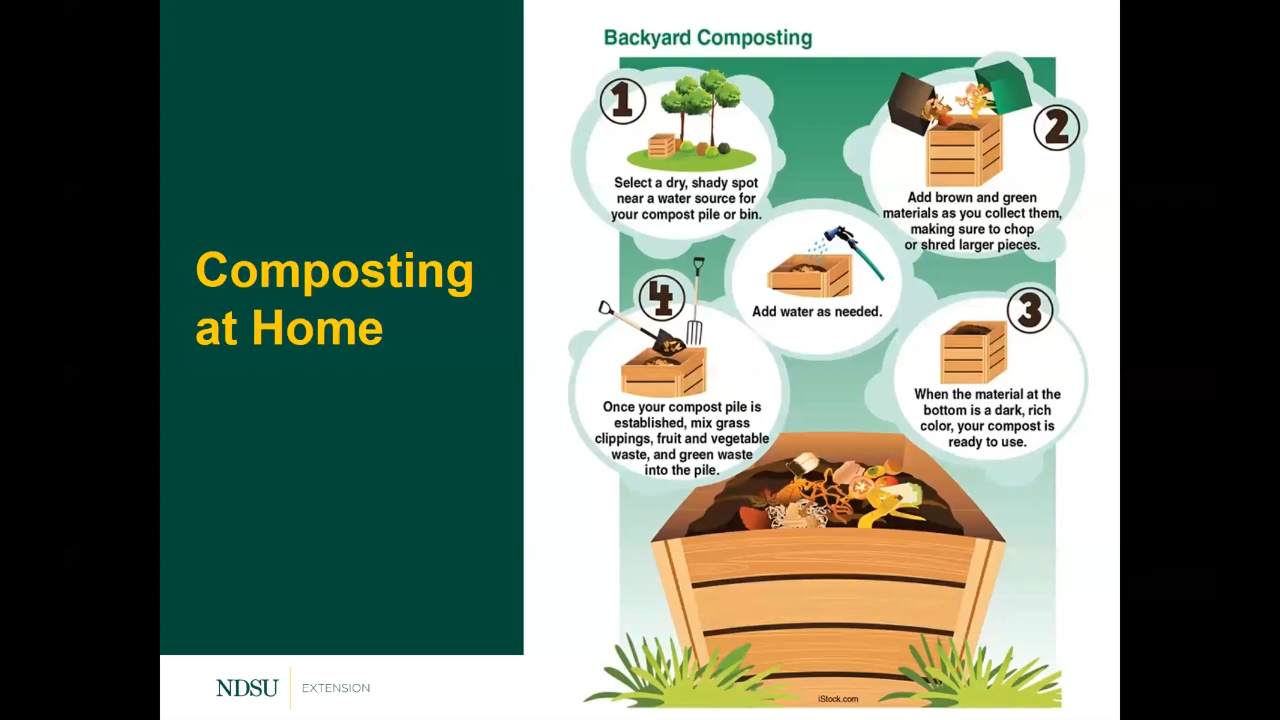 Composting
at Home
NDSU
EXTENSION
Backyard Composting
1
Select a dry, shady spot
near a water source for
your compost pile or bin.
2
Add brown and green
materials as you collect them,
making sure to chop
or shred larger pieces.
Add water as needed.
3
When the material at the
bottom is a dark, rich
color, your compost is
ready to use.
4
Once your compost pile is
established, mix grass
clippings, fruit and vegetable
waste, and green waste
into the pile.
iStock.com